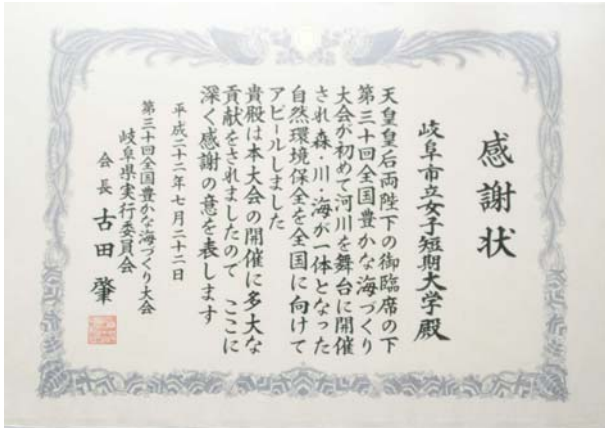 感謝状
岐阜市立女子短期大学殿
天皇皇后両陛下の御臨席の下
第三十回全国豊かな海づくり
大会が初めて河川を舞台に開催
され森・川・海が一体となった
自然環境保全を全国に向けて
アピールしました
貴殿は本大会の開催に多大な
貢献をされましたので ここに
深く感謝の意を表します
平成二十二年七月二十二日
第三十回全国豊かな海づくり大会
岐阜県実行委員会
会長 古田 肇